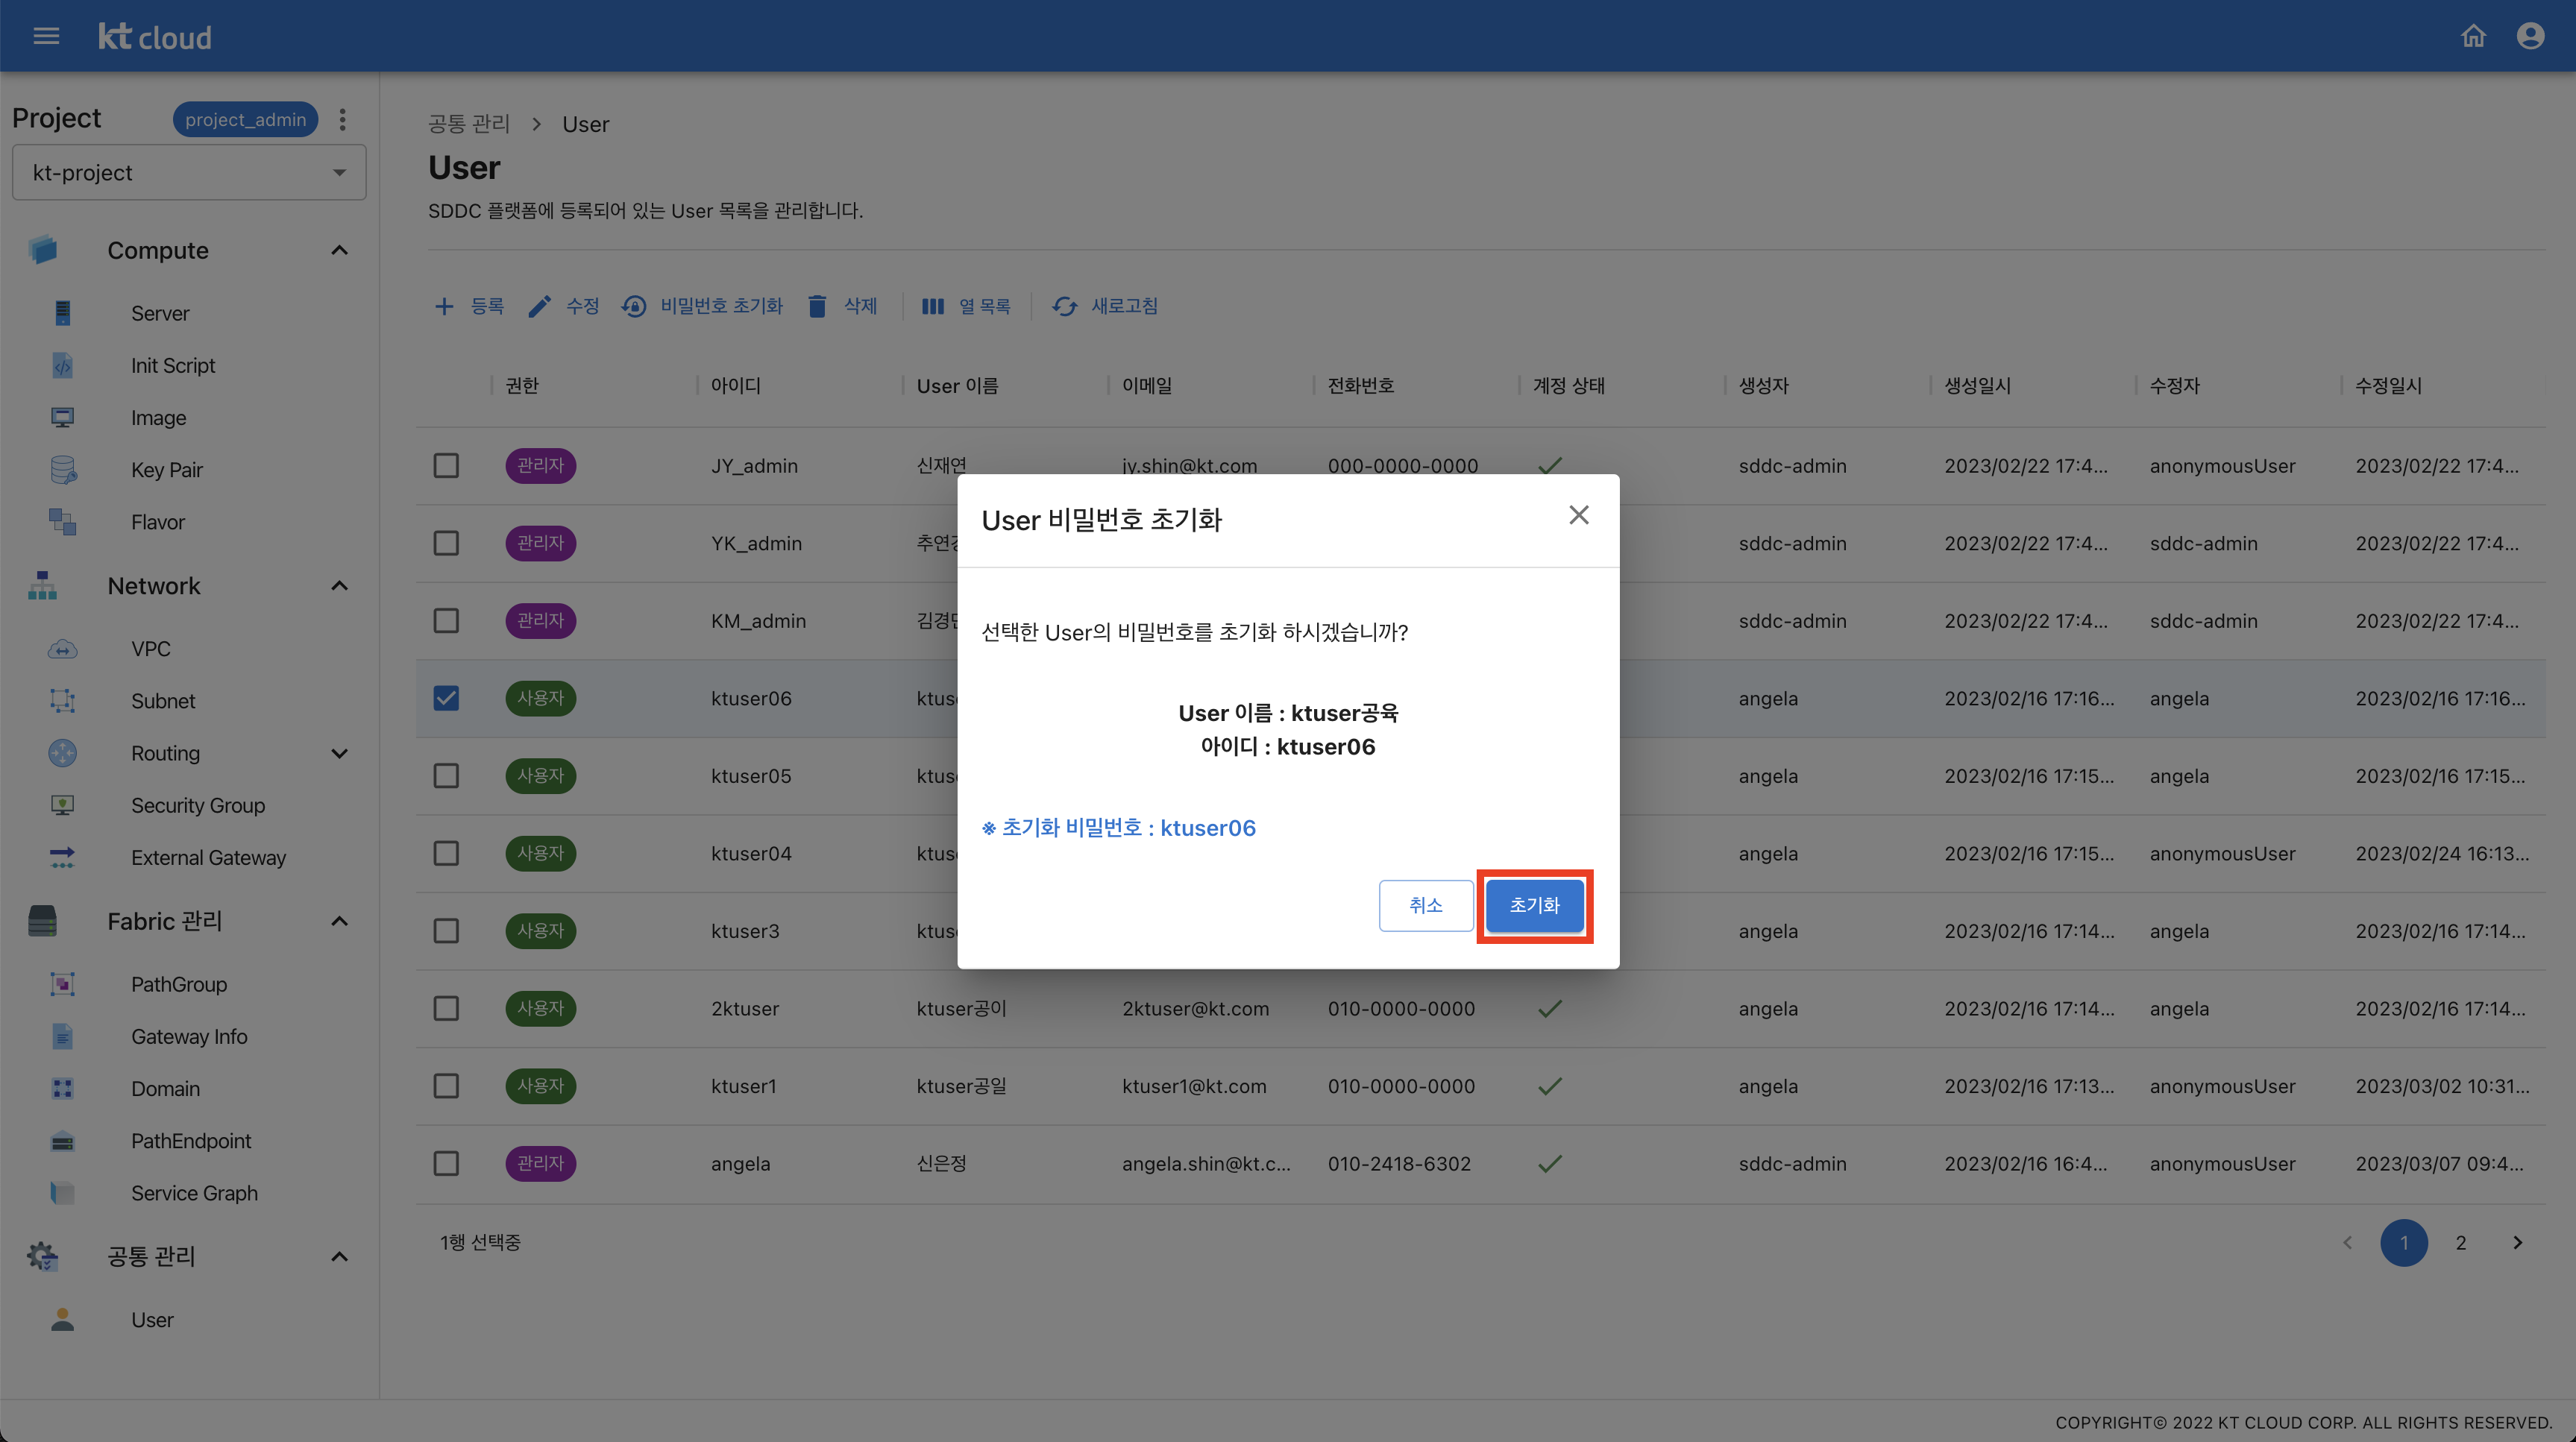 kt cloud
Project
project_admin
kt-project
Compute
Server
Init Script
Image
Key Pair
Flavor
Network
VPC
Subnet
Routing
Security Group
External Gateway
Fabric 관리
PathGroup
Gateway Info
Domain
PathEndpoint
Service Graph
공통 관리
User
공통 관리 > User
User
SDDC 플랫폼에 등록되어 있는 User 목록을 관리합니다.
등록 수정 비밀번호 초기화 삭제 열 목록 새로고침
권한 아이디 User 이름 이메일 전화번호 계정 상태 생성자 생성일시 수정자 수정일시
관리자 JY_admin 신재연 jy.shin@kt.com 000-0000-0000 sddc-admin 2023/02/22 17:4... anonymousUser 2023/02/22 17:4...
관리자 YK_admin 추연 sddc-admin 2023/02/22 17:4... sddc-admin 2023/02/22 17:4...
관리자 KM_admin 김경 sddc-admin 2023/02/22 17:4... sddc-admin 2023/02/22 17:4...
사용자 ktuser06 ktus angela 2023/02/16 17:16... angela 2023/02/16 17:16...
사용자 ktuser05 ktus angela 2023/02/16 17:15... angela 2023/02/16 17:15...
사용자 ktuser04 ktus angela 2023/02/16 17:15... anonymousUser 2023/02/24 16:13...
사용자 ktuser3 ktus angela 2023/02/16 17:14... angela 2023/02/16 17:14...
사용자 2ktuser ktuser공이 2ktuser@kt.com 010-0000-0000 angela 2023/02/16 17:14... angela 2023/02/16 17:14...
사용자 ktuser1 ktuser공일 ktuser1@kt.com 010-0000-0000 angela 2023/02/16 17:13... anonymousUser 2023/03/02 10:31...
관리자 angela 신은정 angela.shin@kt.c... 010-2418-6302 sddc-admin 2023/02/16 16:4... anonymousUser 2023/03/07 09:4...
1행 선택중
1 2
User 비밀번호 초기화
선택한 User의 비밀번호를 초기화 하시겠습니까?
User 이름 : ktuser공육
아이디 : ktuser06
※ 초기화 비밀번호 : ktuser06
취소 초기화
COPYRIGHT© 2022 KT CLOUD CORP. ALL RIGHTS RESERVED.